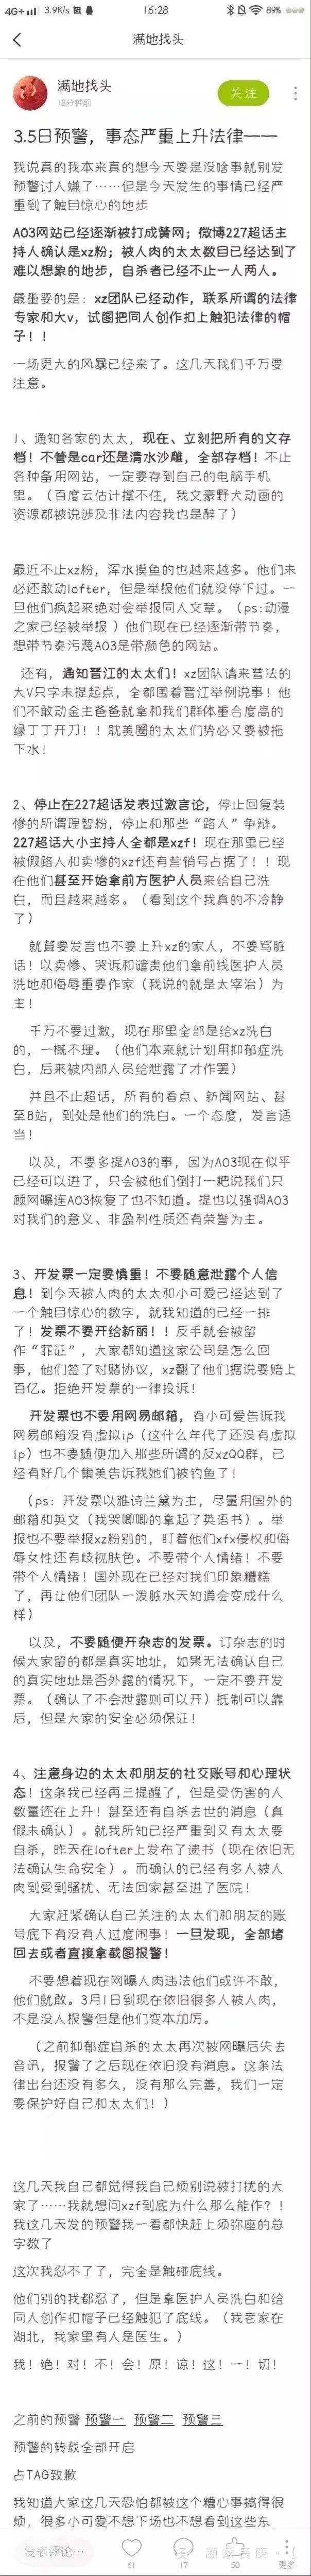 4G+ 3.9K/s 16:28 89%
满地找头
满地找头
18分钟前
关注
3.5日预警，事态严重上升法律——
我说真的我本来真的想今天要是没啥事就别发
预警讨人嫌了……但是今天发生的事情已经严
重到了触目惊心的地步
AO3网站已经逐渐被打成簧网；微博227超话主
持人确认是xz粉；被人肉的太太数目已经达到了
难以想象的地步，自杀者已经不止一人两人。
最重要的是：xz团队已经动作，联系所谓的法律
专家和大v，试图把同人创作扣上触犯法律的帽
子！！
一场更大的风暴已经来了。这几天我们千万要
注意。
1、通知各家的太太，现在、立刻把所有的文存
档！不管是car还是清水沙雕，全部存档！不止
各种备用网站，一定要存到自己的电脑手机
里。（百度云估计撑不住，我文豪野犬动画的
资源都被说涉及非法内容我也是醉了）
最近不止xz粉，浑水摸鱼的也越来越多。他们未
必还敢动lofter，但是举报他们就没停下过。一
旦他们疯起来绝对会举报同人文章。（ps:动漫
之家已经被举报 ）他们现在已经逐渐带节奏，
想带节奏污蔑AO3是带颜色的网站。
还有，通知晋江的太太们！xz团队请来普法的
大V只字未提起点，全都围着晋江举例说事！他
们不敢动金主爸爸就拿和我们群体重合度高的
绿丁丁开刀！！耽美圈的太太们势必又要被拖
下水！
2、停止在227超话发表过激言论，停止回复装
惨的所谓理智粉，停止和那些“路人”争辩。
227超话大小主持人全都是xzf！现在那里已经
被假路人和卖惨的xzf还有营销号占据了！！现
在他们甚至开始拿前方医护人员来给自己洗
白，而且越来越多。（看到这个我真的不冷静
了）
就算要发言也不要上升xz的家人，不要骂脏
话！以卖惨、哭诉和谴责他们拿前线医护人员
洗地和侮辱重要作家（我说的就是太宰治）为
主！
千万不要过激，现在那里全部是给xz洗白
的，一概不理。（他们本来就计划用抑郁症洗
白，后来被内部人员给泄露了才作罢）
并且不止超话，所有的看点、新闻网站、甚
至B站，到处是他们的洗白。一个态度，发言适
当！
以及，不要多提AO3的事，因为AO3现在似乎
已经可以进了，只会被他们倒打一耙说我们只
顾网曝连AO3恢复了也不知道。提也以强调AO3
对我们的意义、非盈利性质还有荣誉为主。
3、开发票一定要慎重！不要随意泄露个人信
息！到今天被人肉的太太和小可爱已经达到了
一个触目惊心的数字，就我知道的已经一排
了！发票不要开给新丽！！反手就会被留
作“罪证”，大家都知道这家公司是怎么回
事，他们签了对赌协议，xz翻了他们据说要赔上
百亿。拒绝开发票的一律投诉！
开发票也不要用网易邮箱，有小可爱告诉我
网易邮箱没有虚拟ip（这什么年代了还没有虚拟
ip）也不要随便加入那些所谓的反xzQQ群，已
经有好几个集美告诉我她们被钓鱼了！
（ps：开发票以雅诗兰黛为主，尽量用国外的
邮箱和英文（我哭唧唧的拿起了英语书）。举
报也不要举报xz粉别的，盯着他们xfx侵权和侮
辱女性还有歧视肤色。不要带个人情绪！不要
带个人情绪！国外现在已经对我们印象糟糕
了，再让他们团队一泼脏水天知道会变成什么
样）
以及，不要随便开杂志的发票。订杂志的时
候大家留的都是真实地址，如果无法确认自己
的真实地址是否外露的情况下，一定不要开发
票。（确认了不会泄露则可以开）抵制可以靠
后，但是大家的安全必须保证！
4、注意身边的太太和朋友的社交账号和心理状
态！这条我已经再三提醒了，但是受伤害的人
数量还在上升！甚至还有自杀去世的消息（真
假未确认）。就我所知已经严重到又有太太要
自杀，昨天在lofter上发布了遗书（现在依旧无
法确认生命安全）。而确认的已经有多人被人
肉到受到骚扰、无法回家甚至进了医院！
大家赶紧确认自己关注的太太们和朋友的账
号底下有没有人过度闹事！一旦发现，全部堵
回去或者直接拿截图报警！
不要想着现在网曝人肉违法他们或许不敢，
他们就敢。3月1日到现在依旧很多人被人肉，
不是没人报警但是他们变本加厉。
（之前抑郁症自杀的太太再次被网曝后失去
音讯，报警了之后现在依旧没有消息。这条法
律出台还没有多久，没有那么完善，我们一定
要保护好自己和太太们！）
这几天我自己都觉得我自己烦别说被打扰的大
家了……我就想问xzf到底为什么那么能作？！
我这几天发的预警我一看都快赶上须弥座的总
字数了
这次我忍不了了，完全是触碰底线。
他们别的我都忍了，但是拿医护人员洗白和给
同人创作扣帽子已经触犯了底线。（我老家在
湖北，我家里有人是医生。）
我！绝！对！不！会！原！谅！这！一！切！
之前的预警 预警一 预警二 预警三
预警的转载全部开启
占TAG致歉
我知道大家这几天恐怕都被这个糟心事搞得很
烦，很多小可爱不想下场也不想看到这些东
发表评论…
61
17
50
更多